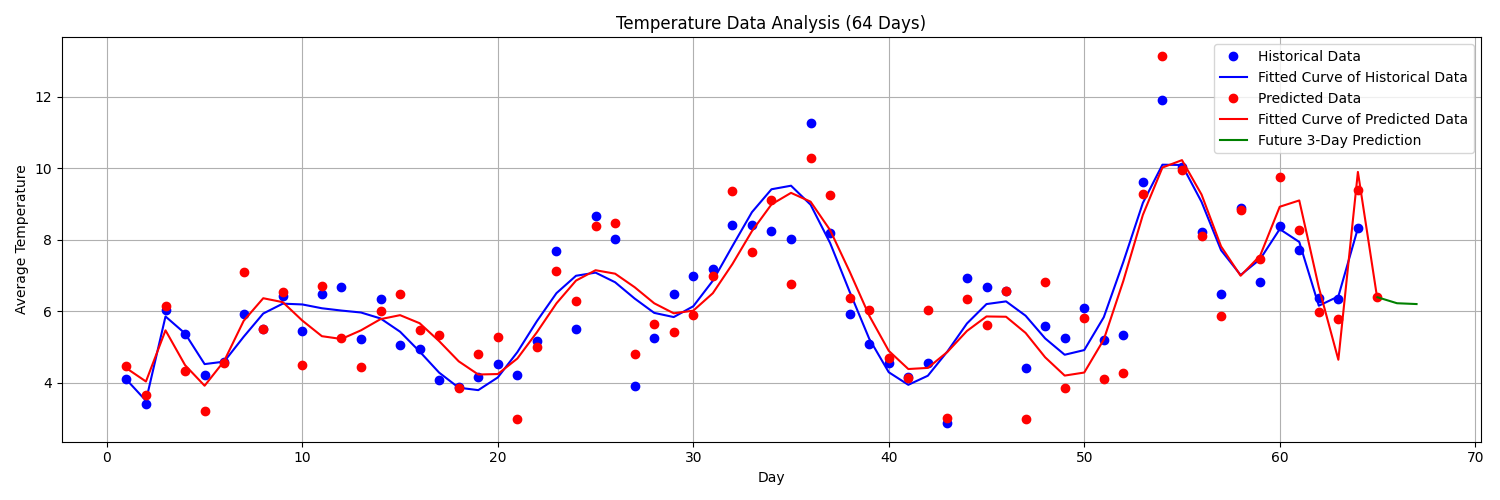 Temperature Data Analysis (64 Days)
Historical Data
Fitted Curve of Historical Data
Predicted Data
Fitted Curve of Predicted Data
Future 3-Day Prediction
Average Temperature
12
10
8
6
4
0 10 20 30 40 50 60 70
Day